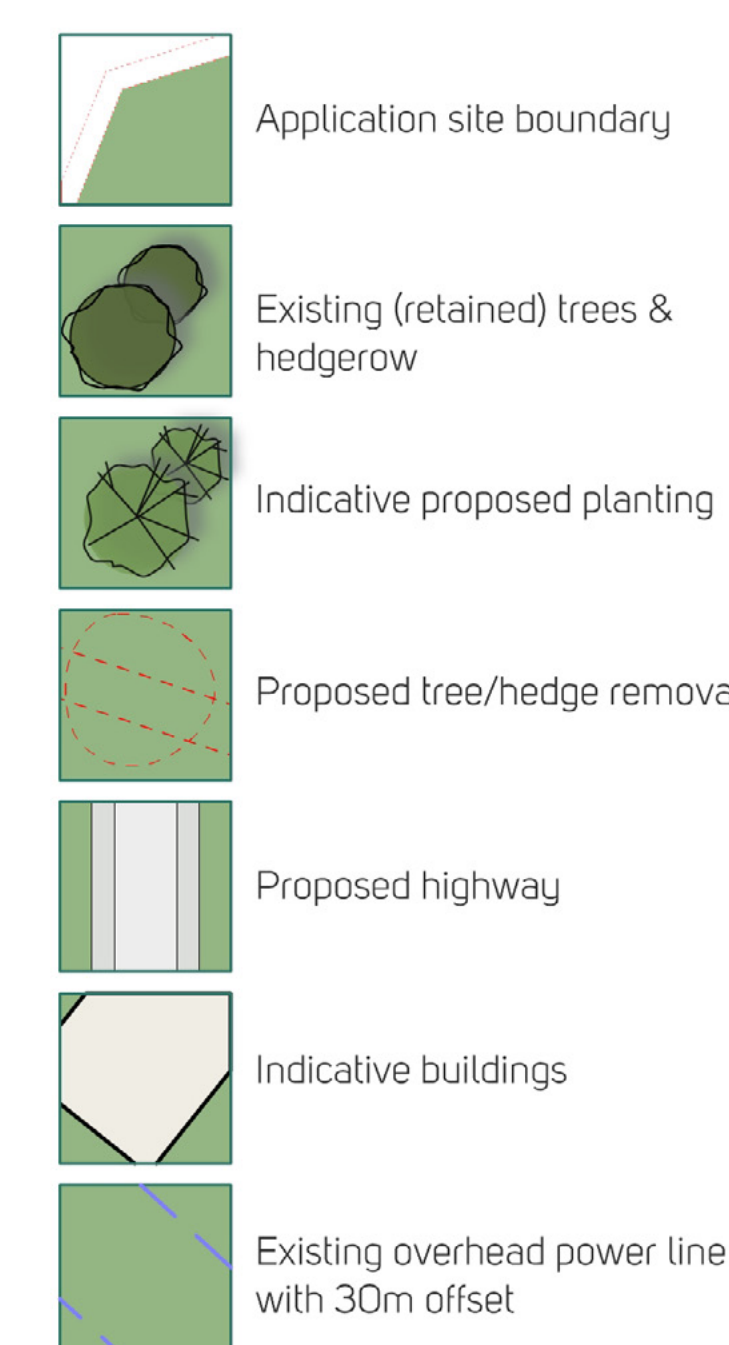 Application site boundary
Existing (retained) trees &
hedgerow
Indicative proposed planting
Proposed tree/hedge remova
Proposed highway
Indicative buildings
Existing overhead power line
with 30m offset